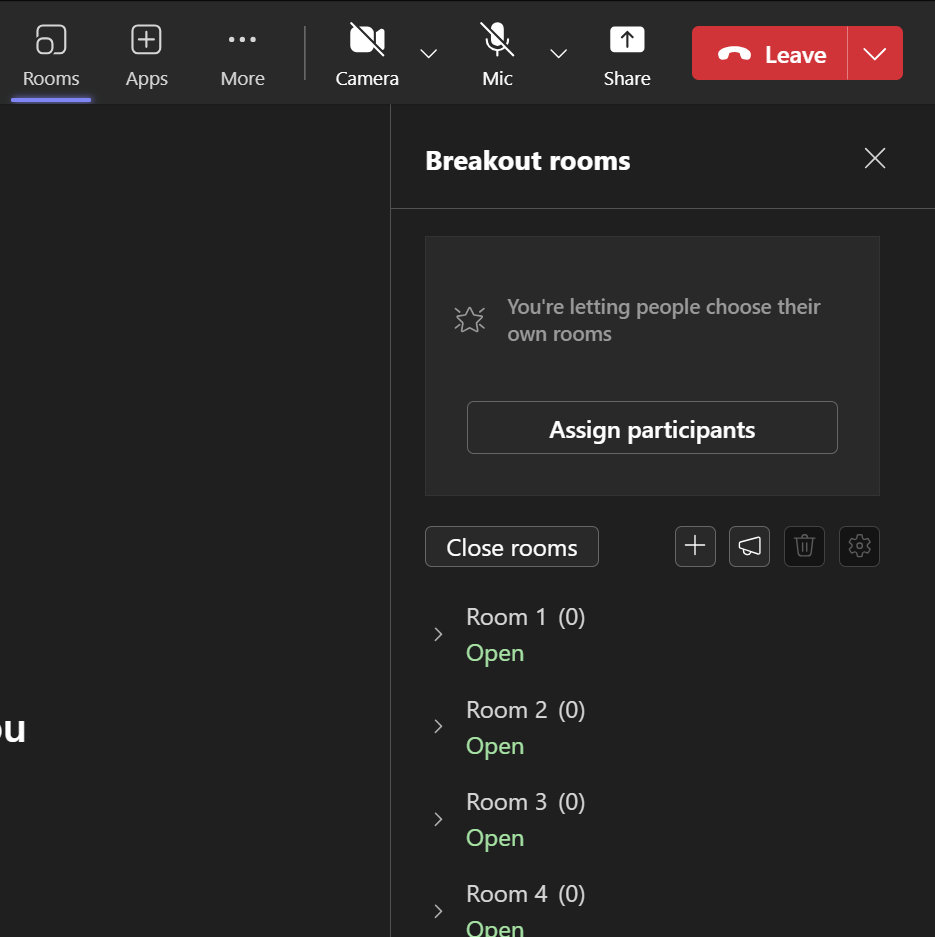 Rooms
Apps
More
Camera
Mic
Share
Leave
Breakout rooms
You're letting people choose their
own rooms
Assign participants
Close rooms
Room 1 (0)
Open
Room 2 (0)
Open
ou
Room 3 (0)
Open
Room 4 (0)
Open